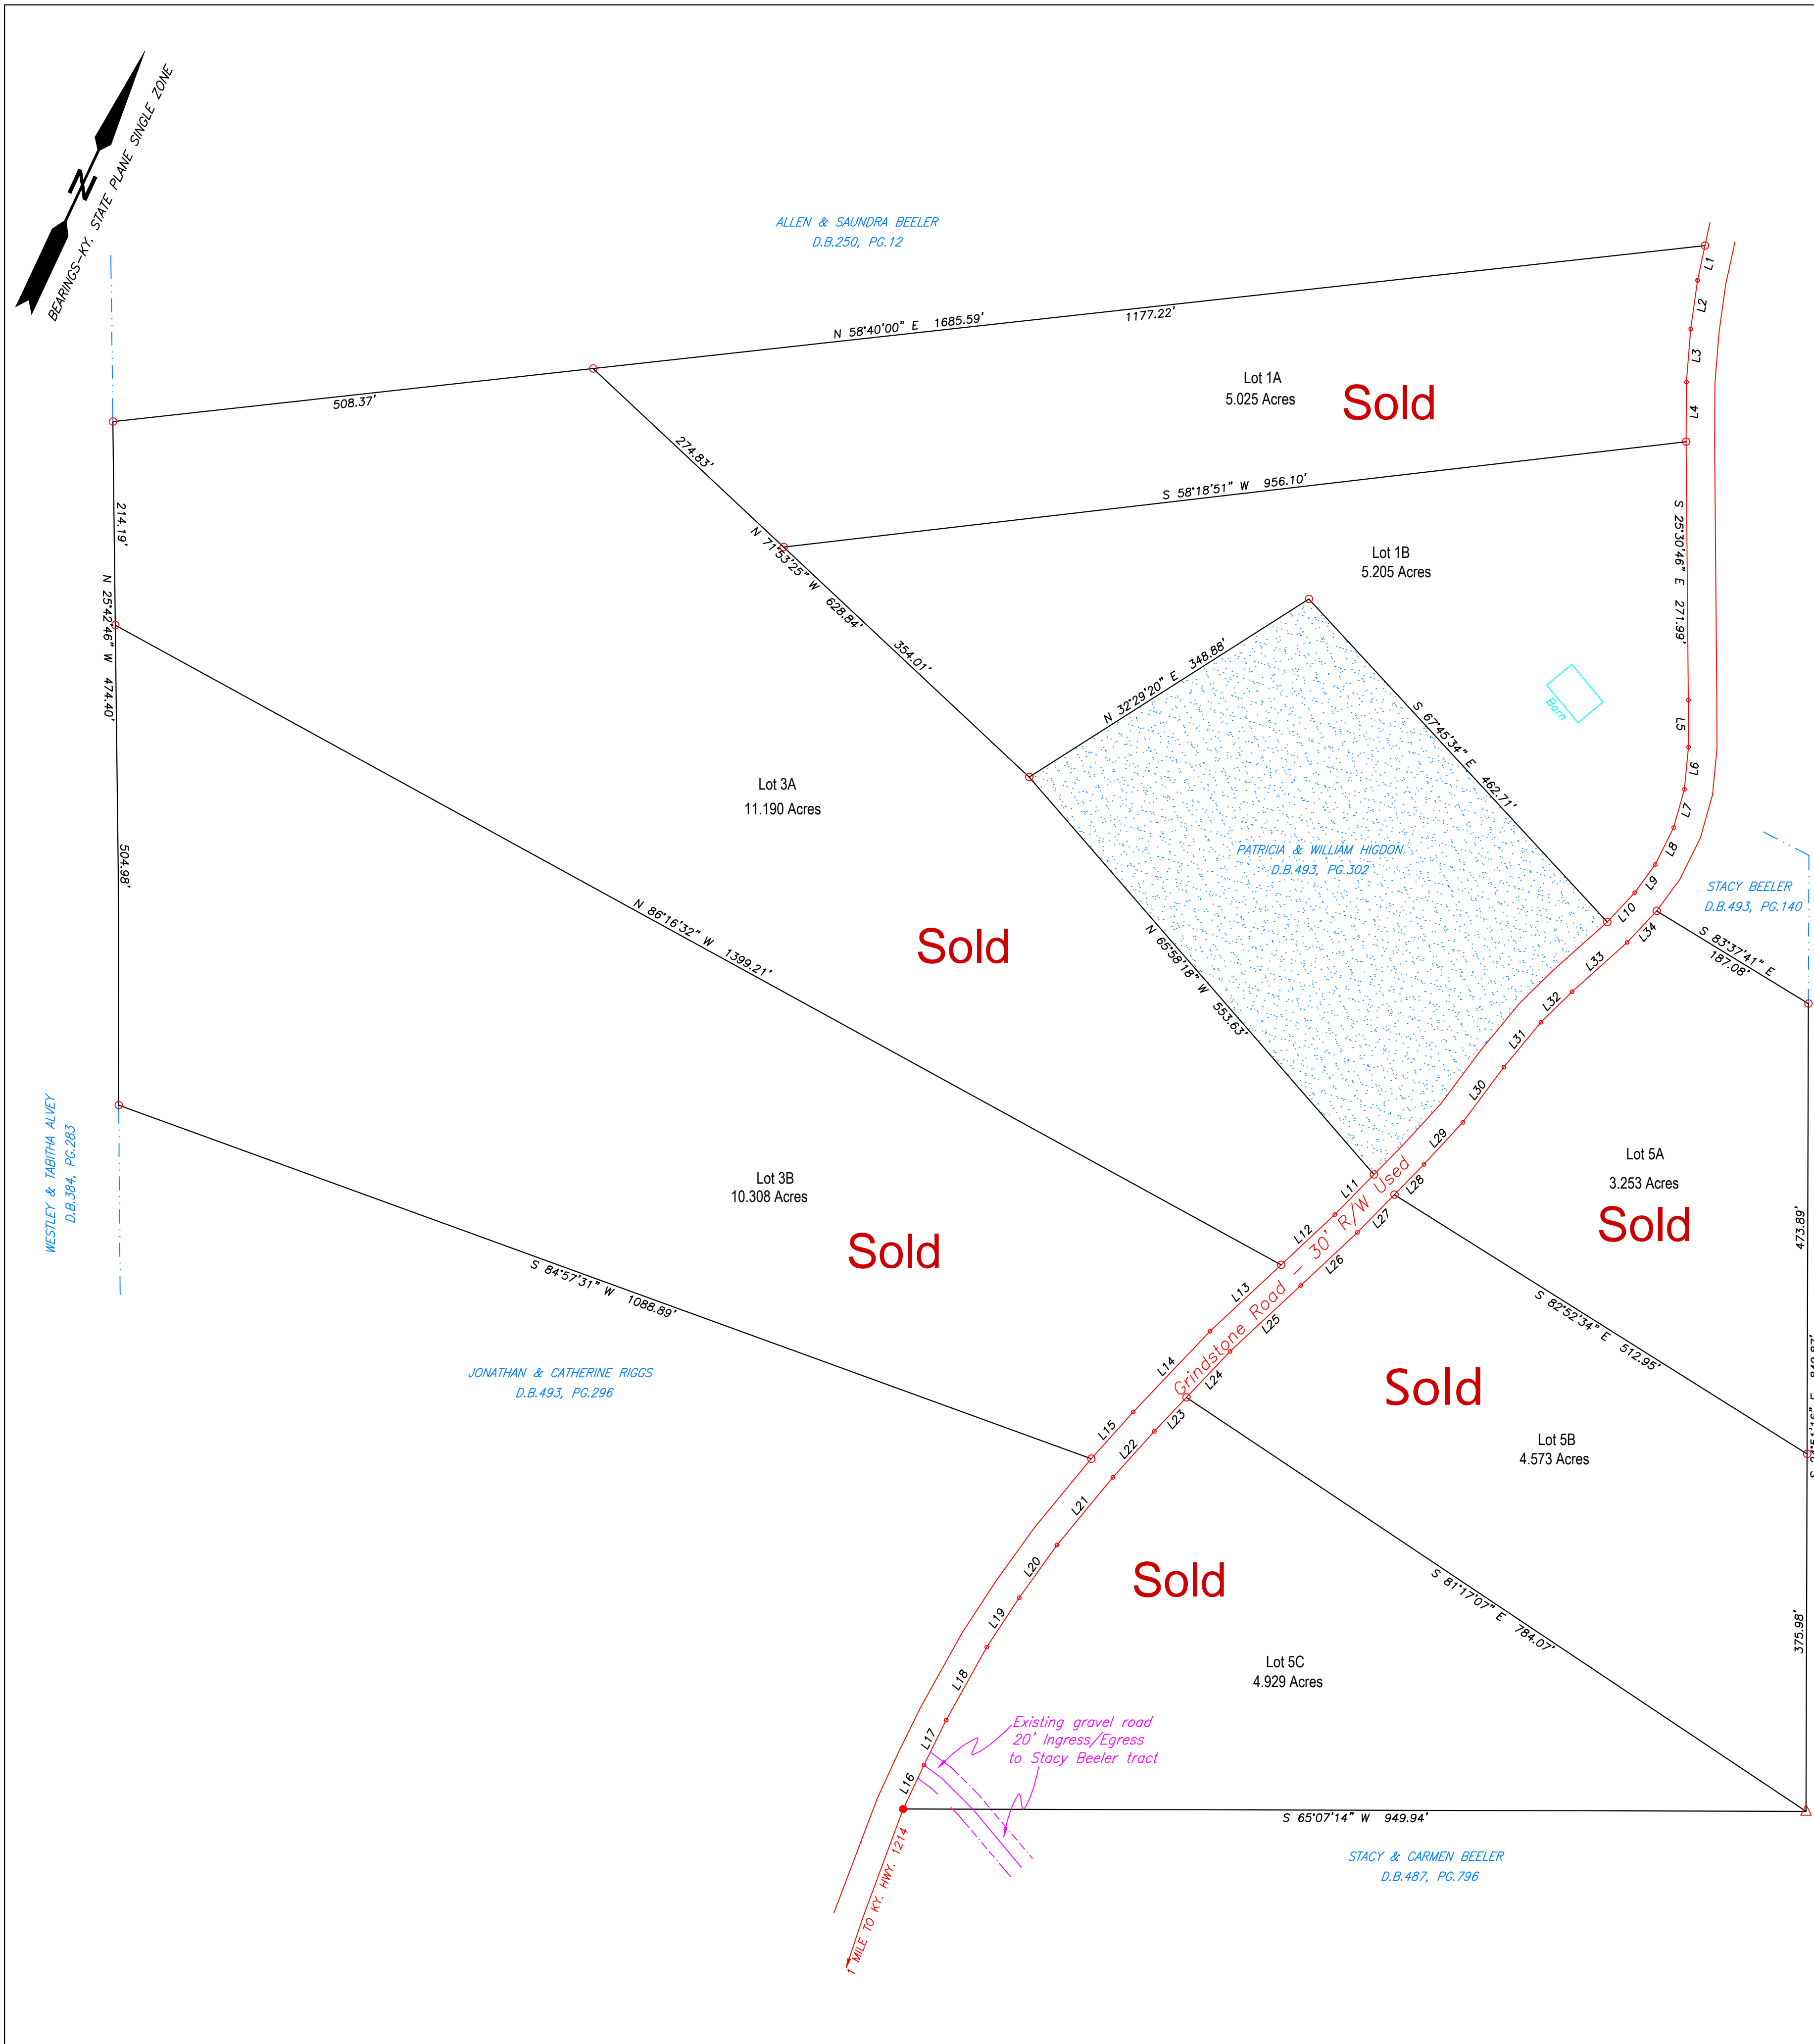 N
BEARINGS-KY. STATE PLANE SINGLE ZONE
ALLEN & SAUNDRA BEELER
D.B.250, PG.12
N 58°40'00" E 1685.59'
1177.22'
508.37'
L1
L2
L3
L4
Lot 1A
5.025 Acres
Sold
274.83'
S 58°18'51" W 956.10'
N 71°53'25" W 628.84'
354.01'
Lot 1B
5.205 Acres
S 25°30'46" E 271.99'
214.19'
N 25°42'46" W 474.40'
504.98'
N 32°29'20" E 348.88'
S 67°45'34" E 462.71'
Barn
L5
L6
L7
L8
L9
L10
Lot 3A
11.190 Acres
Sold
PATRICIA & WILLIAM HIGDON
D.B.493, PG.302
STACY BEELER
D.B.493, PG.140
S 83°37'41" E
187.08'
N 86°16'32" W 1399.21'
N 65°58'18" W 553.63'
L34
L33
L32
L31
L30
L29
L28
L27
L26
L25
L24
L23
L22
L21
L20
L19
L18
L17
L16
L11
L12
L13
L14
L15
Grindstone Road - 30' R/W Used
WESTLEY & TABITHA ALVEY
D.B.384, PG.283
Lot 3B
10.308 Acres
Sold
Lot 5A
3.253 Acres
Sold
473.89'
S 84°57'31" W 1088.89'
S 82°52'34" E 512.95'
JONATHAN & CATHERINE RIGGS
D.B.493, PG.296
Sold
Lot 5B
4.573 Acres
375.98'
Sold
S 81°17'07" E 784.07'
Lot 5C
4.929 Acres
Existing gravel road
20' Ingress/Egress
to Stacy Beeler tract
S 65°07'14" W 949.94'
STACY & CARMEN BEELER
D.B.487, PG.796
1 MILE TO KY. HWY. 1214